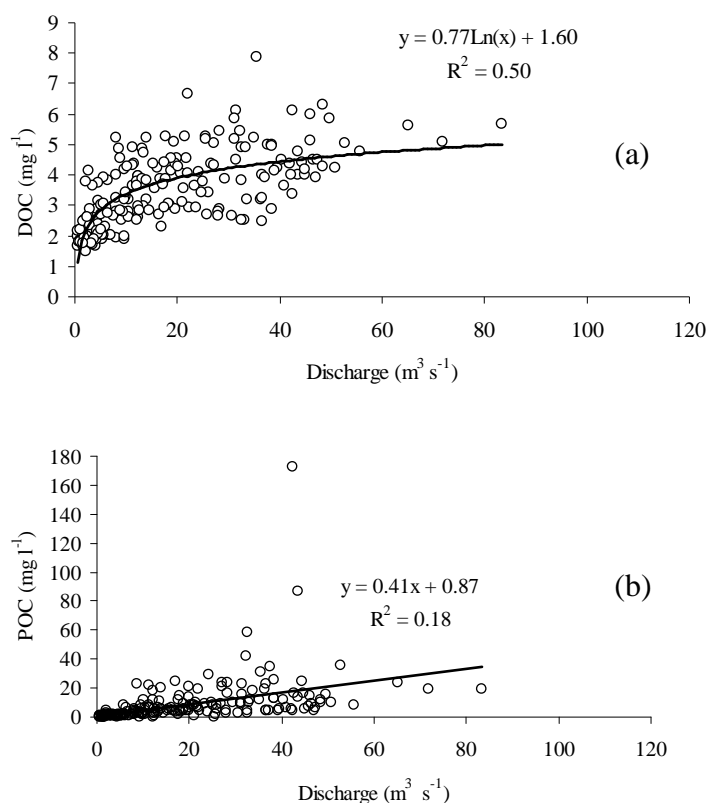 9
8
7
6
5
4
3
2
1
0
DOC (mg l⁻¹)
y = 0.77Ln(x) + 1.60
R² = 0.50
(a)
0 20 40 60 80 100 120
Discharge (m³ s⁻¹)
180
160
140
120
100
80
60
40
20
0
POC (mg l⁻¹)
y = 0.41x + 0.87
R² = 0.18
(b)
0 20 40 60 80 100 120
Discharge (m³ s⁻¹)